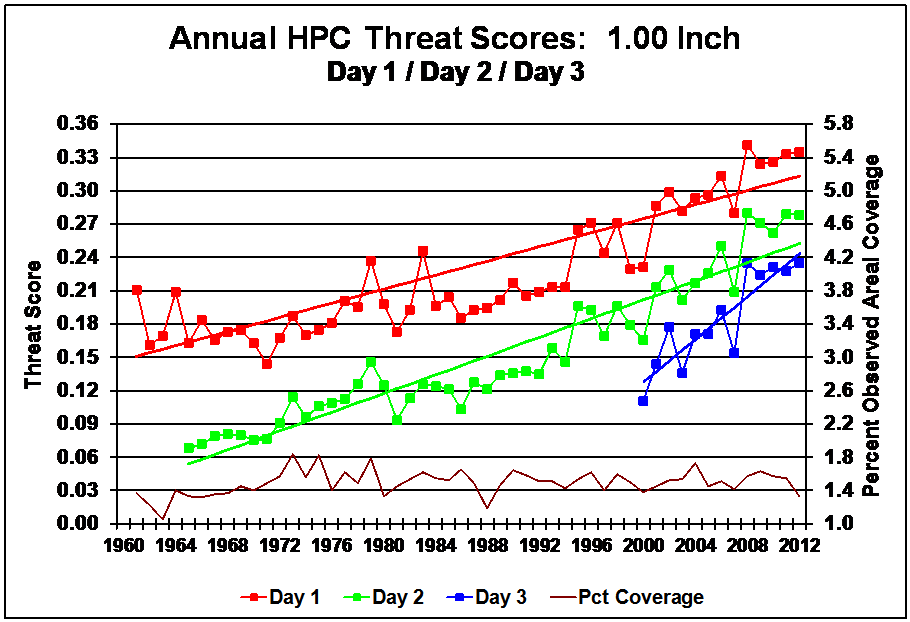 Annual HPC Threat Scores: 1.00 Inch
Day 1 / Day 2 / Day 3
0.36 5.8
0.33 5.4
0.30 5.0
0.27 4.6
0.24 4.2
0.21 3.8
0.18 3.4
0.15 3.0
0.12 2.6
0.09 2.2
0.06 1.8
0.03 1.4
0.00 1.0
Threat Score
Percent Observed Areal Coverage
1960 1964 1968 1972 1976 1980 1984 1988 1992 1996 2000 2004 2008 2012
Day 1 Day 2 Day 3 Pct Coverage